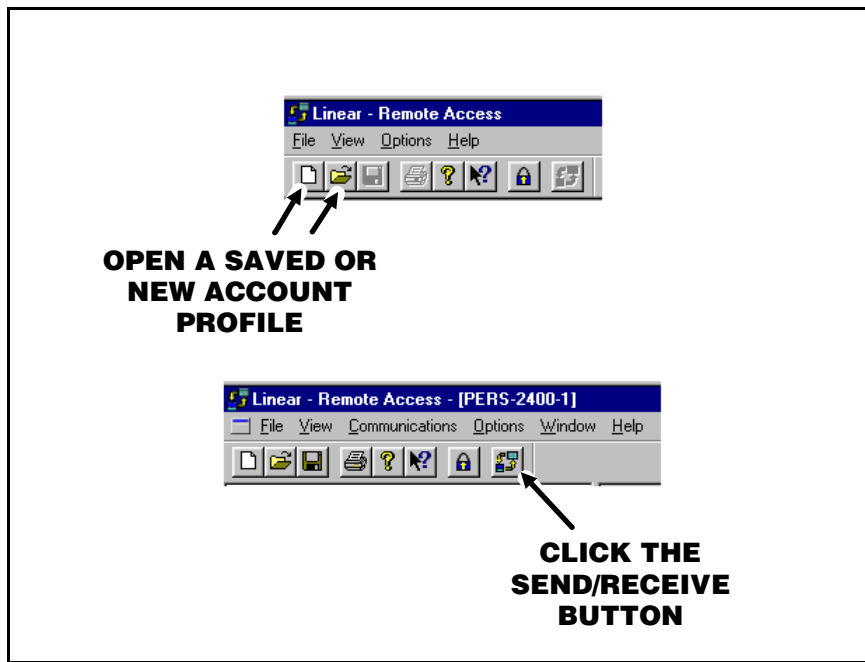 Linear - Remote Access
File View Options Help
OPEN A SAVED OR
NEW ACCOUNT
PROFILE
Linear - Remote Access - [PERS-2400-1]
File View Communications Options Window Help
CLICK THE
SEND/RECEIVE
BUTTON